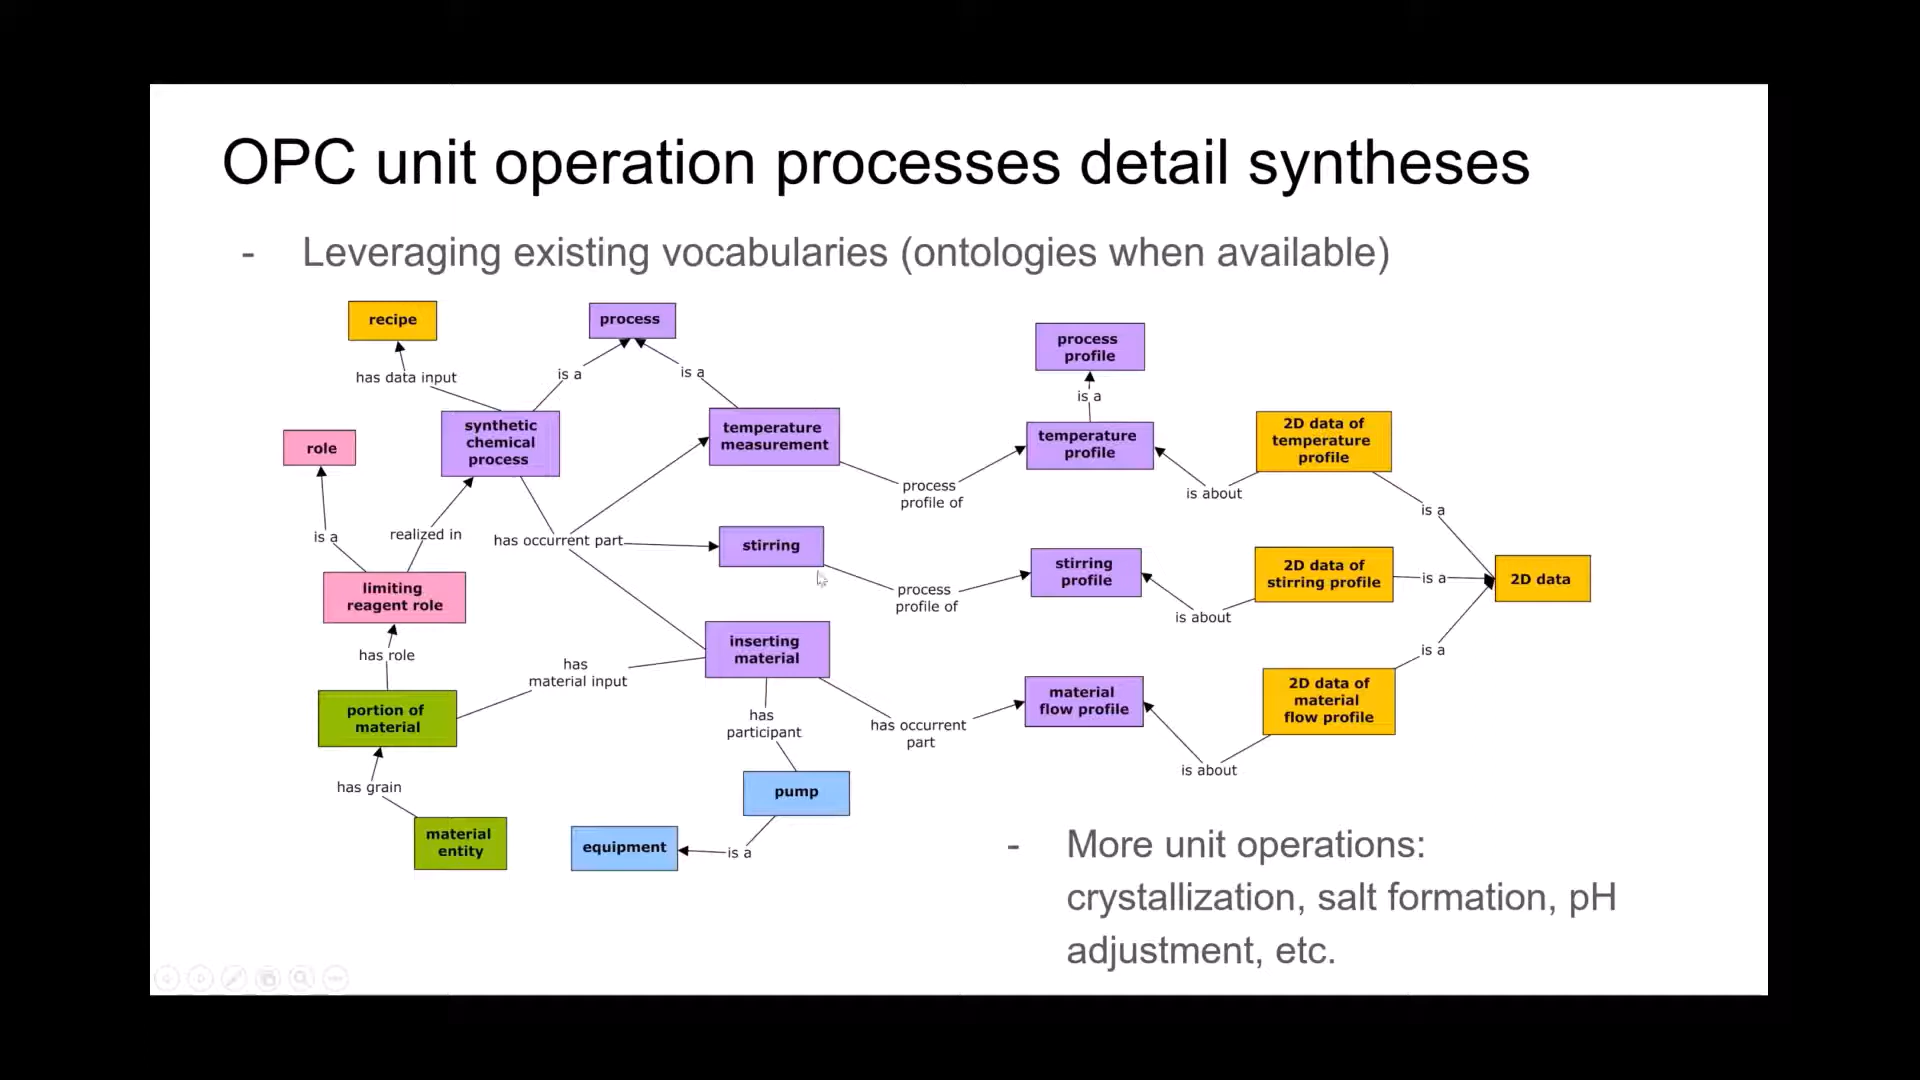 OPC unit operation processes detail syntheses
- Leveraging existing vocabularies (ontologies when available)
recipe
process
process
profile
has data input
is a
is a
is a
role
synthetic
chemical
process
temperature
measurement
temperature
profile
2D data of
temperature
profile
process
profile of
is about
is a
is a
realized in
has occurrent part
stirring
stirring
profile
2D data of
stirring profile
is a
2D data
limiting
reagent role
process
profile of
is about
has role
has
material input
inserting
material
is a
portion of
material
has
participant
has occurrent
part
material
flow profile
2D data of
material
flow profile
is about
has grain
pump
material
entity
equipment
is a
- More unit operations:
crystallization, salt formation, pH
adjustment, etc.